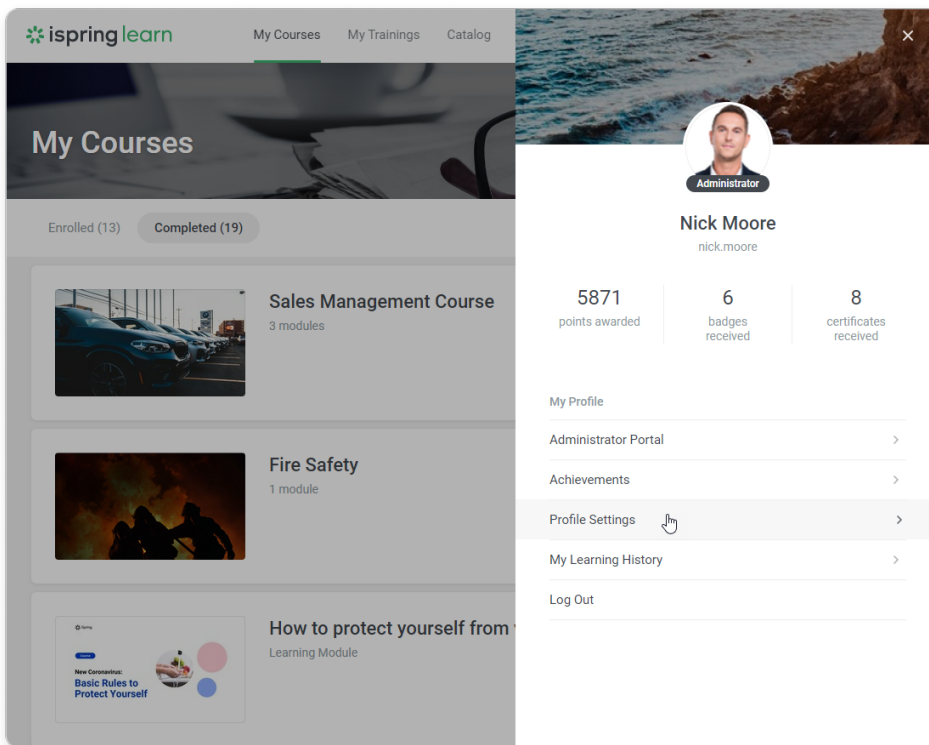 ispring learn
My Courses
My Trainings
Catalog
My Courses
Enrolled (13)
Completed (19)
Sales Management Course
3 modules
Fire Safety
1 module
How to protect yourself from
Learning Module
iSpring
New Coronavirus:
Basic Rules to
Protect Yourself
Administrator
Nick Moore
nick.moore
5871
points awarded
6
badges
received
8
certificates
received
My Profile
Administrator Portal
Achievements
Profile Settings
My Learning History
Log Out